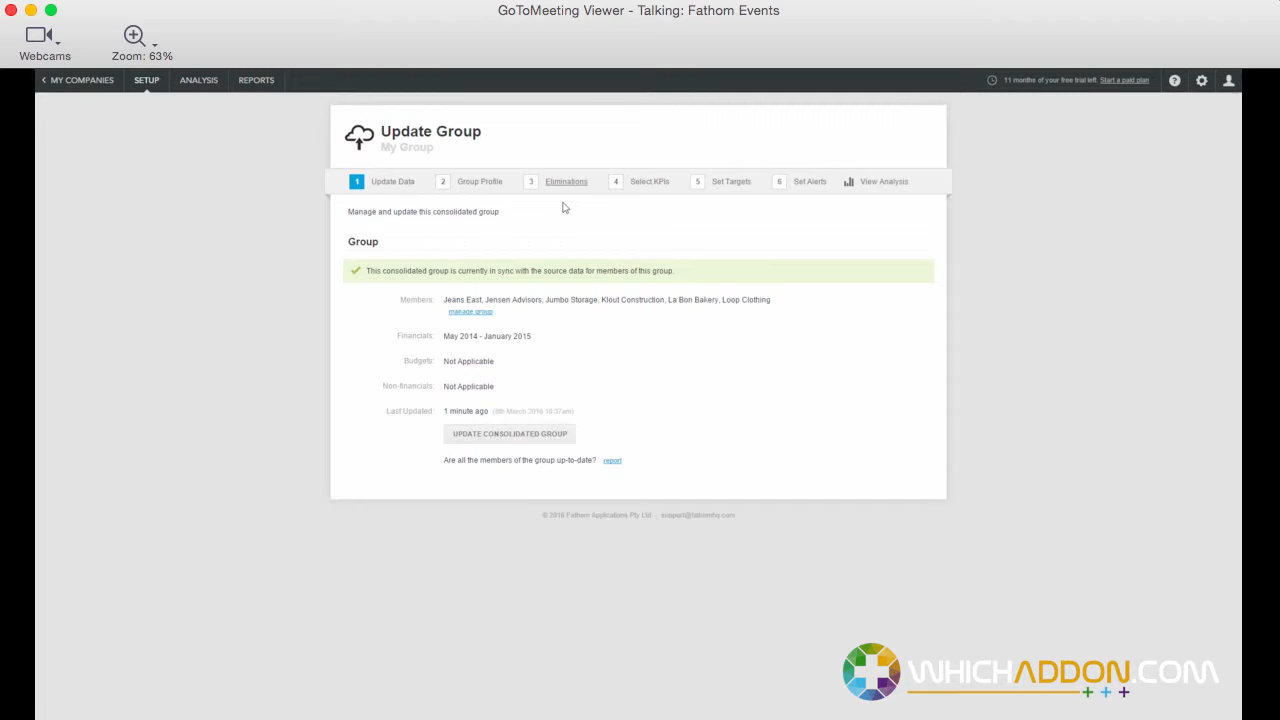 GoToMeeting Viewer - Talking: Fathom Events
Webcams
Zoom: 63%
MY COMPANIES SETUP ANALYSIS REPORTS 11 months of your free trial left. Start a paid plan
Update Group
My Group
1 Update Data 2 Group Profile 3 Eliminations 4 Select KPIs 5 Set Targets 6 Set Alerts View Analysis
Manage and update this consolidated group
Group
This consolidated group is currently in sync with the source data for members of this group.
Members: Jeans East, Jensen Advisors, Jumbo Storage, Klout Construction, La Bon Bakery, Loop Clothing
manage group
Financials: May 2014 - January 2015
Budgets: Not Applicable
Non-financials: Not Applicable
Last Updated: 1 minute ago (9th March 2016 10:37am)
UPDATE CONSOLIDATED GROUP
Are all the members of the group up-to-date? report
© 2016 Fathom Applications Pty Ltd - support@fathomhq.com
WHICHADDON.COM